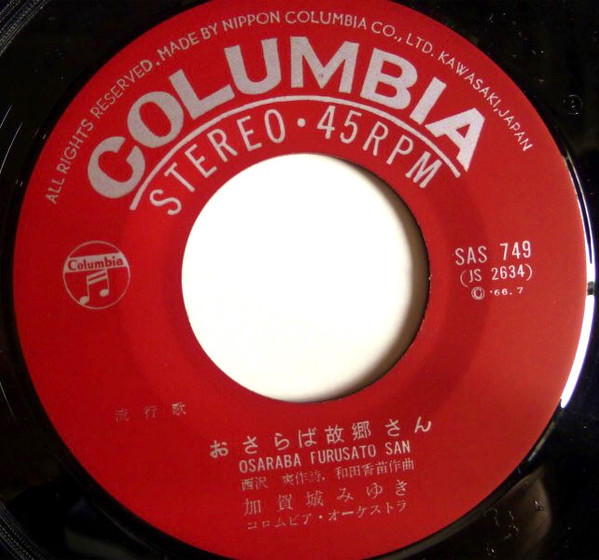 ALL RIGHTS RESERVED. MADE BY NIPPON COLUMBIA CO., LTD. KAWASAKI, JAPAN
COLUMBIA
STEREO・45RPM
SAS 749
(JS 2634)
Ⓒ '66.7
Columbia
流行歌
おさらば故郷さん
OSARABA FURUSATO SAN
西沢 爽作詩, 和田香苗作曲
加賀城みゆき
コロムビア・オーケストラ